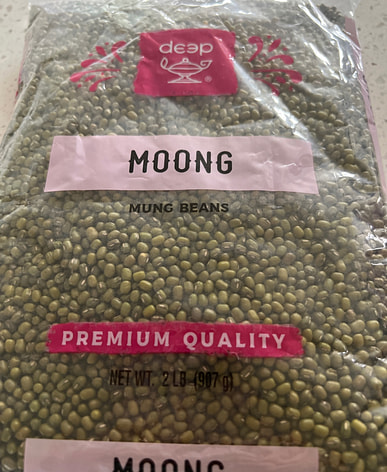 deep
®
MOONG
MUNG BEANS
PREMIUM QUALITY
NET WT. 2 LB (907 g)
MOONG